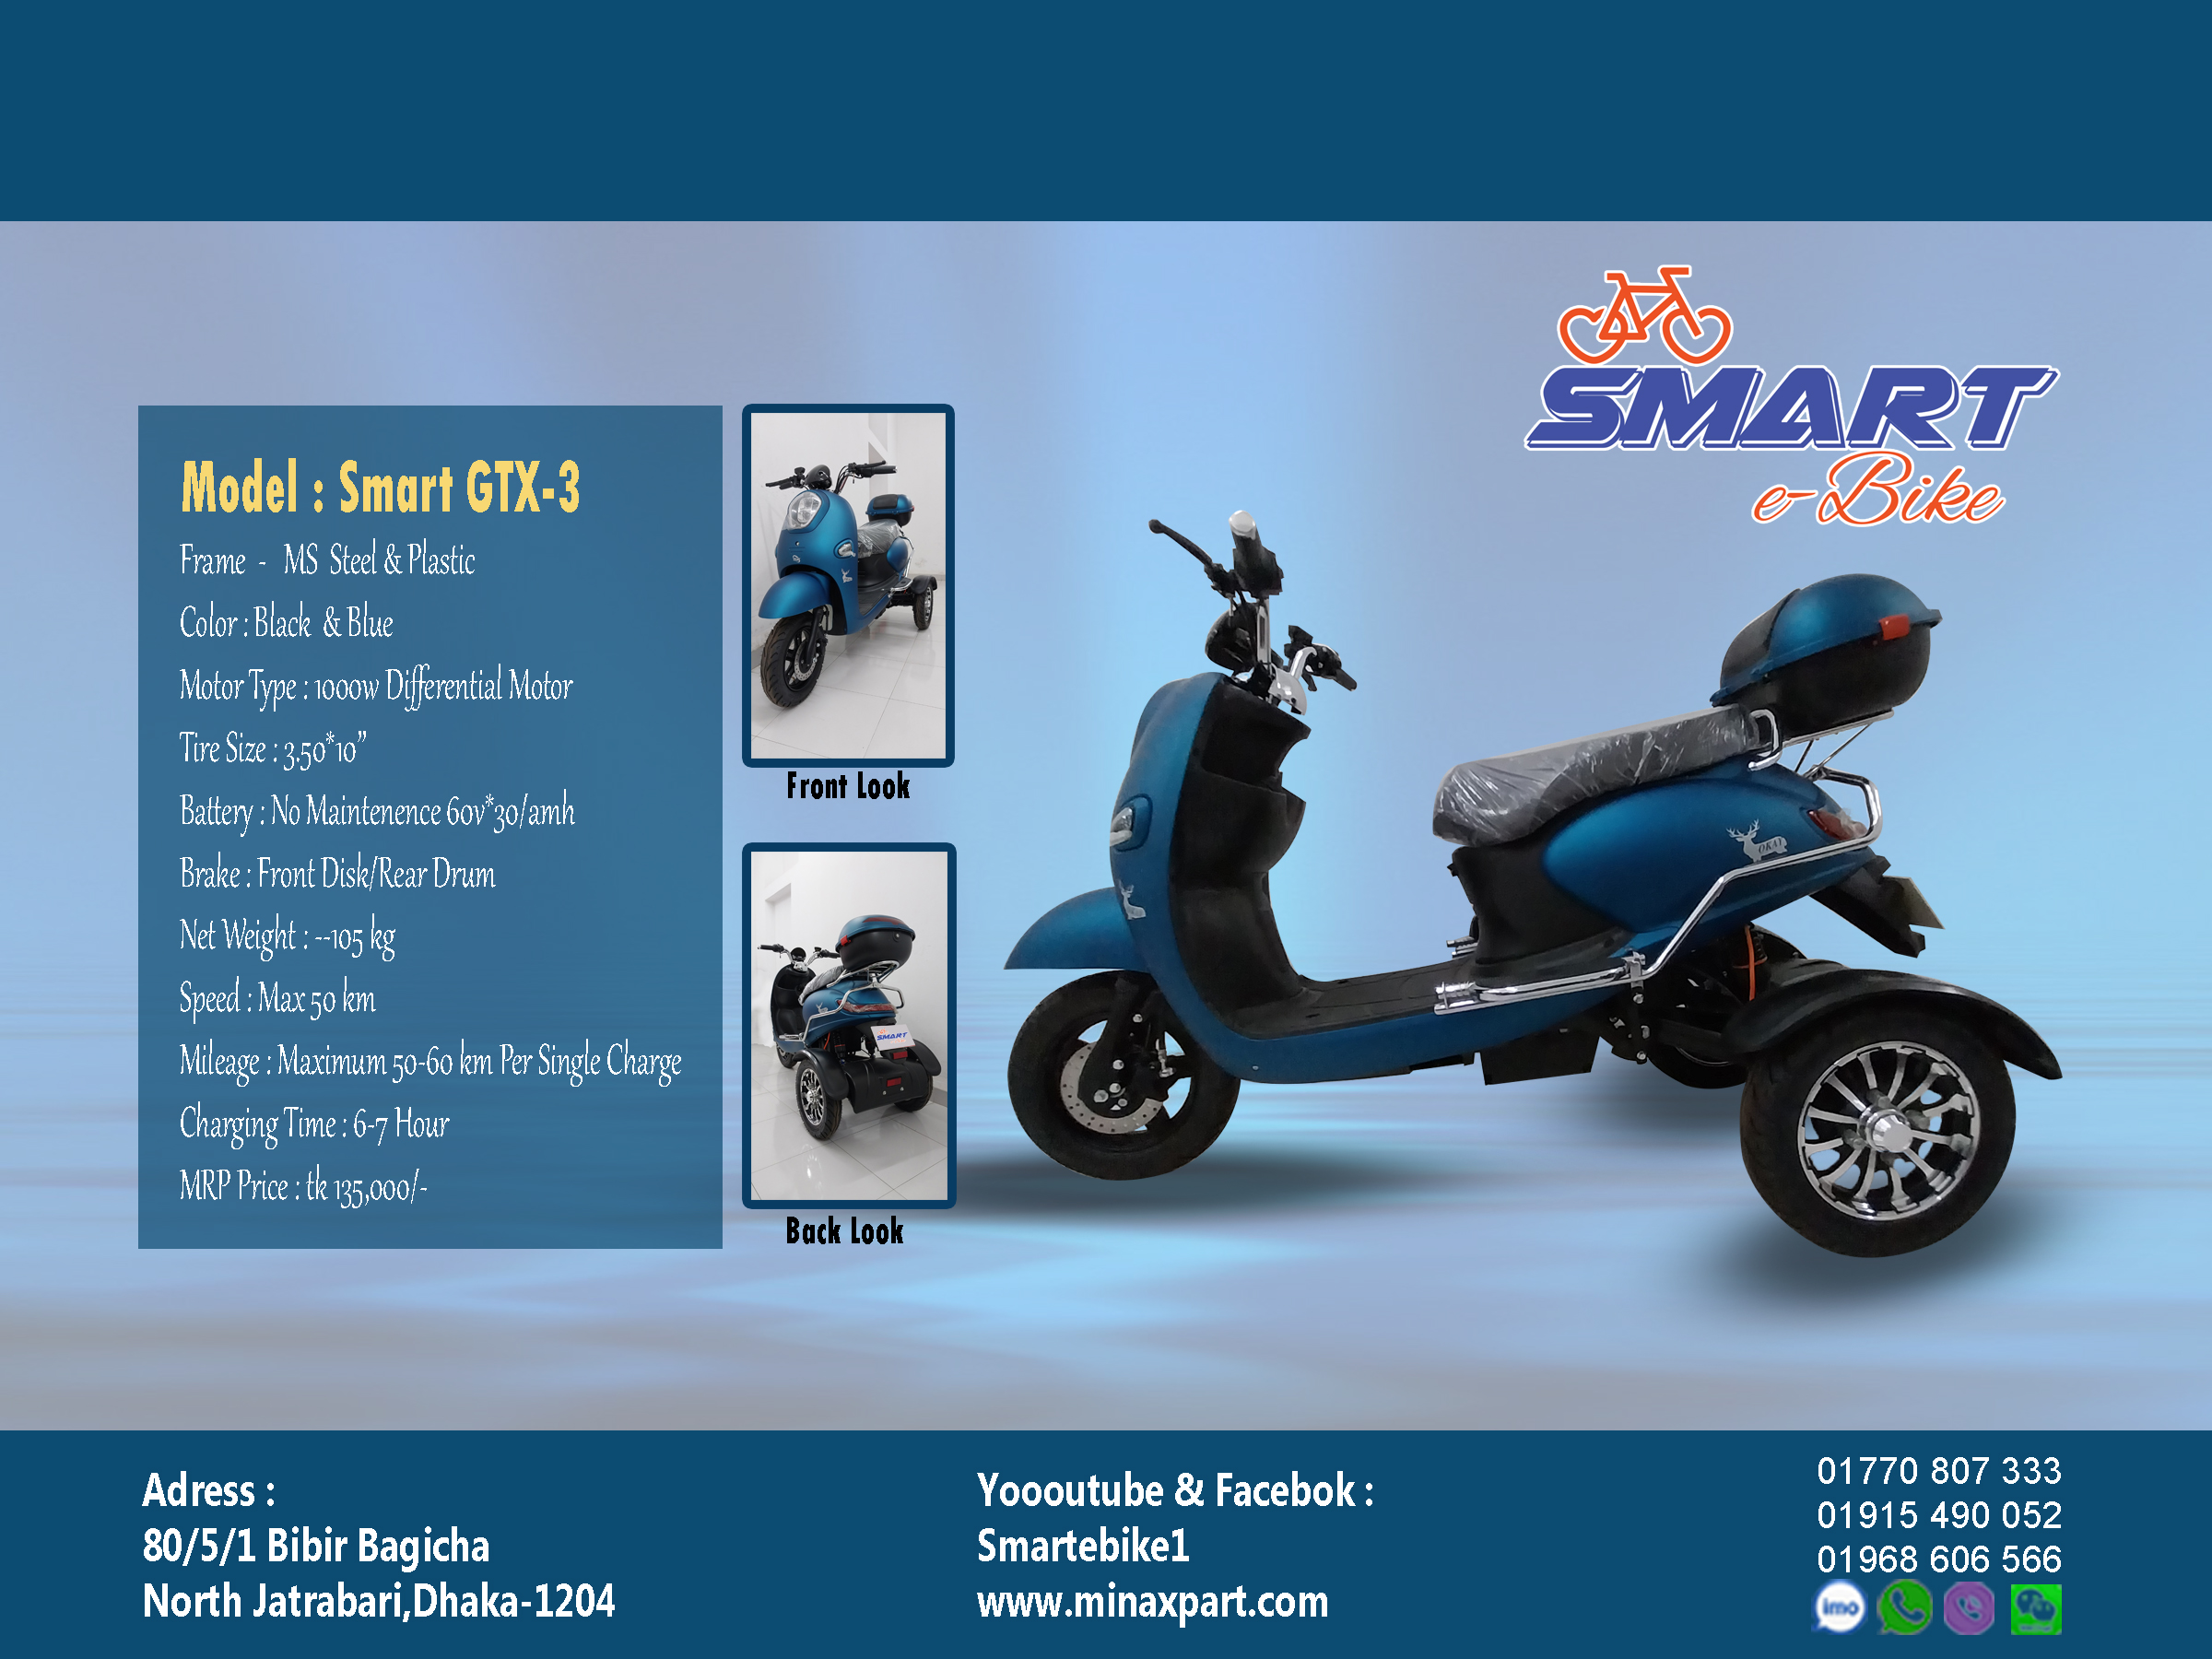 SMART
e-Bike
Model : Smart GTX-3
Frame - MS Steel & Plastic
Color : Black & Blue
Motor Type : 1000w Differential Motor
Tire Size : 3.50*10”
Battery : No Maintenence 60v*30/amh
Brake : Front Disk/Rear Drum
Net Weight : --105 kg
Speed : Max 50 km
Mileage : Maximum 50-60 km Per Single Charge
Charging Time : 6-7 Hour
MRP Price : tk 135,000/-
Front Look
SMART
Back Look
OKAY
Adress :
80/5/1 Bibir Bagicha
North Jatrabari,Dhaka-1204
Yoooutube & Facebok :
Smartebike1
www.minaxpart.com
01770 807 333
01915 490 052
01968 606 566
imo